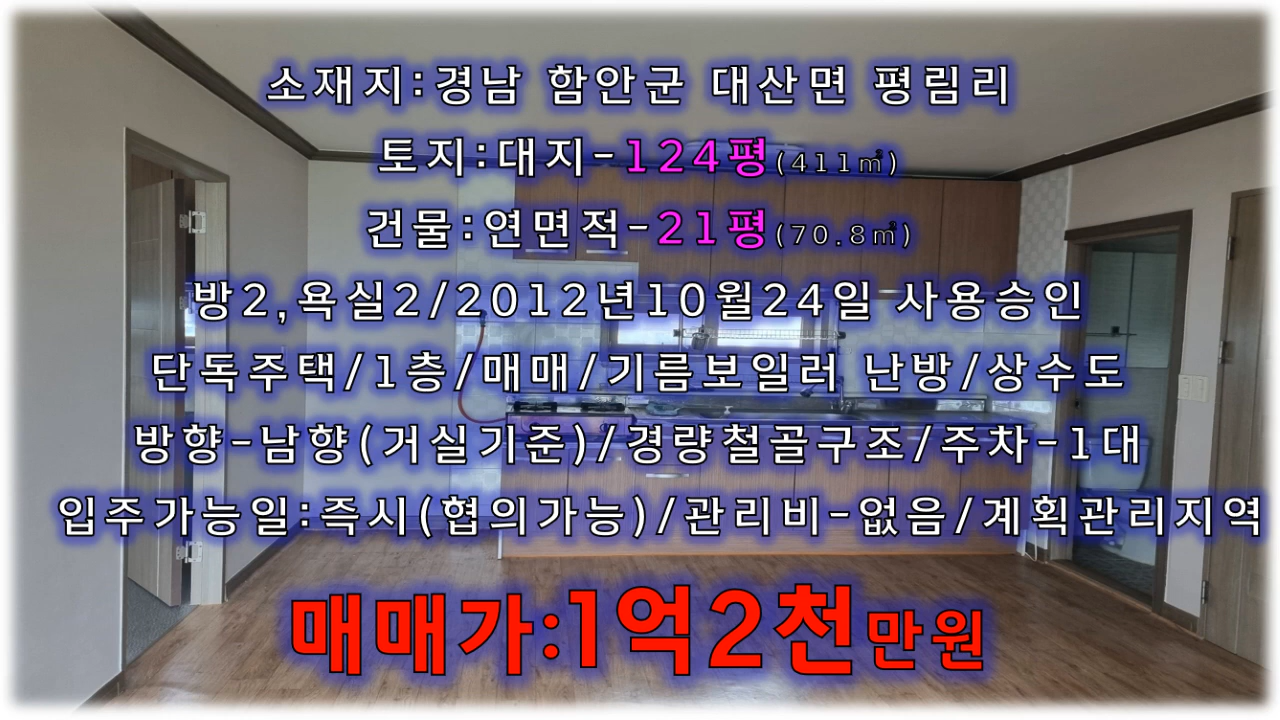 소재지:경남 함안군 대산면 평림리
토지:대지-124평(411㎡)
건물:연면적-21평(70.8㎡)
방2,욕실2/2012년10월24일 사용승인
단독주택/1층/매매/기름보일러 난방/상수도
방향-남향(거실기준)/경량철골구조/주차-1대
입주가능일:즉시(협의가능)/관리비-없음/계획관리지역
매매가:1억2천만원